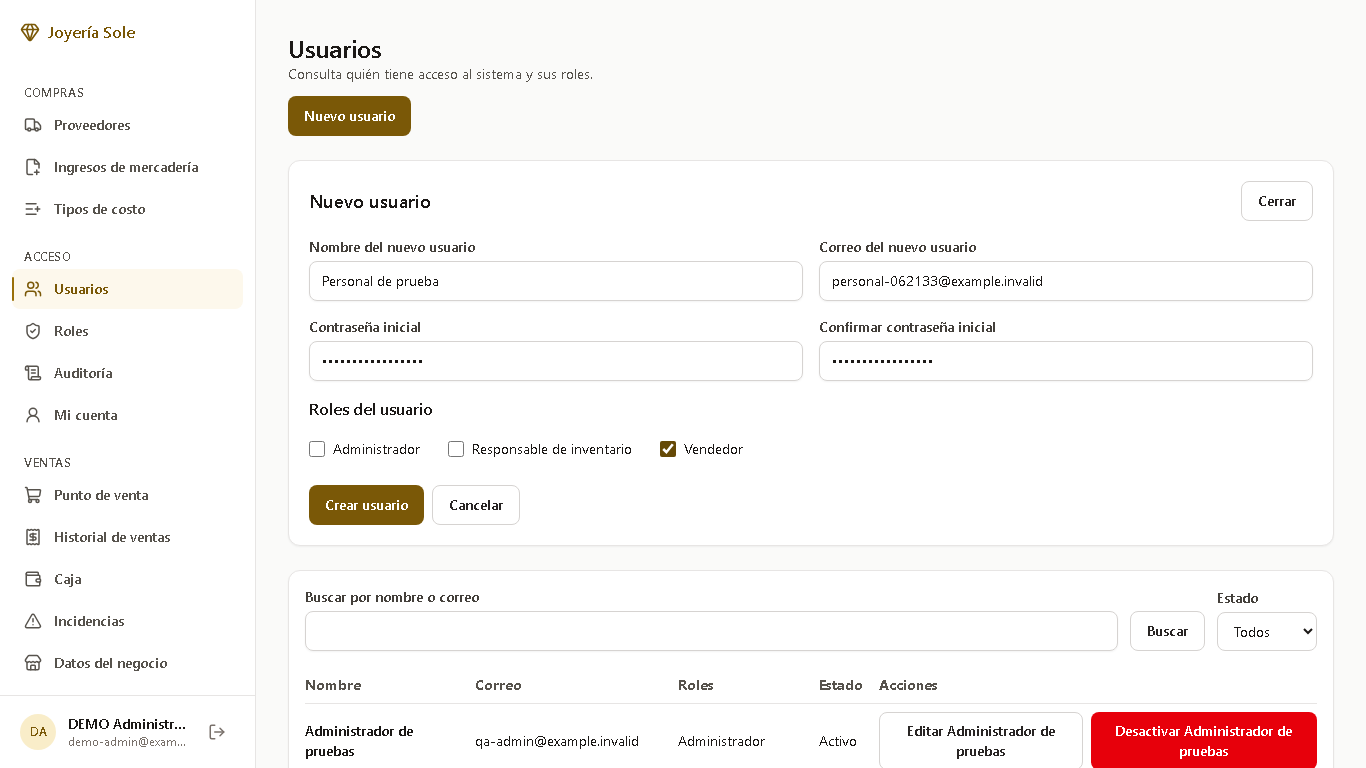 Joyería Sole
COMPRAS
Proveedores
Ingresos de mercadería
Tipos de costo
ACCESO
Usuarios
Roles
Auditoría
Mi cuenta
VENTAS
Punto de venta
Historial de ventas
Caja
Incidencias
Datos del negocio
DA
DEMO Administr...
demo-admin@exam...
Usuarios
Consulta quién tiene acceso al sistema y sus roles.
Nuevo usuario
Nuevo usuario
Cerrar
Nombre del nuevo usuario
Correo del nuevo usuario
Personal de prueba
personal-062133@example.invalid
Contraseña inicial
Confirmar contraseña inicial
•••••••••••••••••
•••••••••••••••••
Roles del usuario
Administrador
Responsable de inventario
Vendedor
Crear usuario
Cancelar
Buscar por nombre o correo
Estado
Buscar
Todos
Nombre
Correo
Roles
Estado
Acciones
Administrador de
pruebas
qa-admin@example.invalid
Administrador
Activo
Editar Administrador de
pruebas
Desactivar Administrador de
pruebas